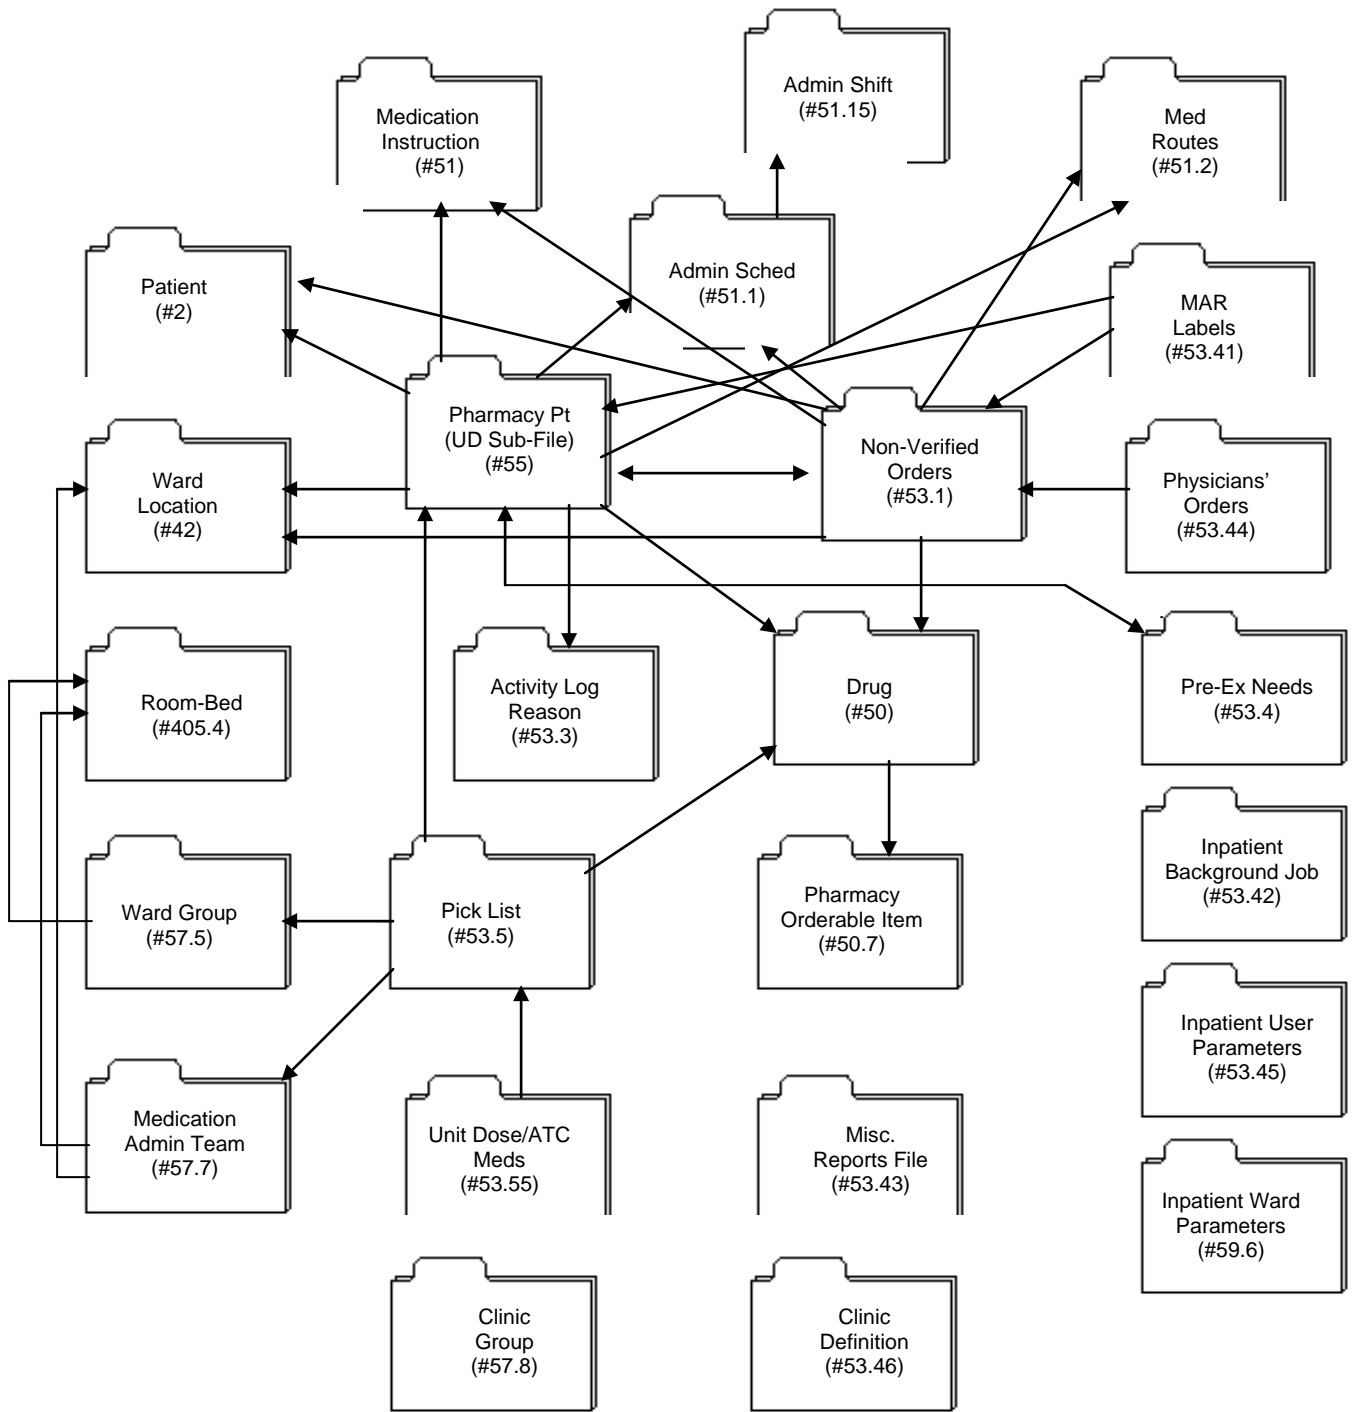 Admin Shift
(#51.15)
Medication
Instruction
(#51)
Med
Routes
(#51.2)
Patient
(#2)
Admin Sched
(#51.1)
MAR
Labels
(#53.41)
Pharmacy Pt
(UD Sub-File)
(#55)
Non-Verified
Orders
(#53.1)
Ward
Location
(#42)
Physicians’
Orders
(#53.44)
Room-Bed
(#405.4)
Activity Log
Reason
(#53.3)
Drug
(#50)
Pre-Ex Needs
(#53.4)
Inpatient
Background Job
(#53.42)
Ward Group
(#57.5)
Pick List
(#53.5)
Pharmacy
Orderable Item
(#50.7)
Inpatient User
Parameters
(#53.45)
Medication
Admin Team
(#57.7)
Unit Dose/ATC
Meds
(#53.55)
Misc.
Reports File
(#53.43)
Inpatient Ward
Parameters
(#59.6)
Clinic
Group
(#57.8)
Clinic
Definition
(#53.46)